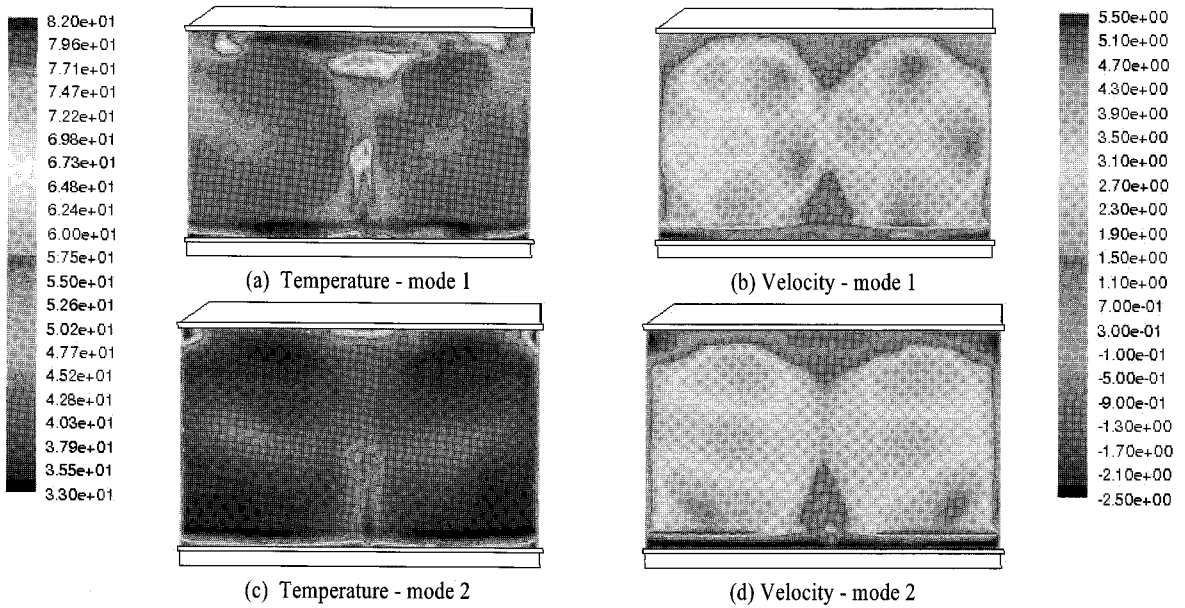 8.20e+01
7.96e+01
7.71e+01
7.47e+01
7.22e+01
6.98e+01
6.73e+01
6.48e+01
6.24e+01
6.00e+01
5.75e+01
5.50e+01
5.26e+01
5.02e+01
4.77e+01
4.52e+01
4.28e+01
4.03e+01
3.79e+01
3.55e+01
3.30e+01
(a) Temperature - mode 1
(b) Velocity - mode 1
(c) Temperature - mode 2
(d) Velocity - mode 2
5.50e+00
5.10e+00
4.70e+00
4.30e+00
3.90e+00
3.50e+00
3.10e+00
2.70e+00
2.30e+00
1.90e+00
1.50e+00
1.10e+00
7.00e-01
3.00e-01
-1.00e-01
-5.00e-01
-9.00e-01
-1.30e+00
-1.70e+00
-2.10e+00
-2.50e+00